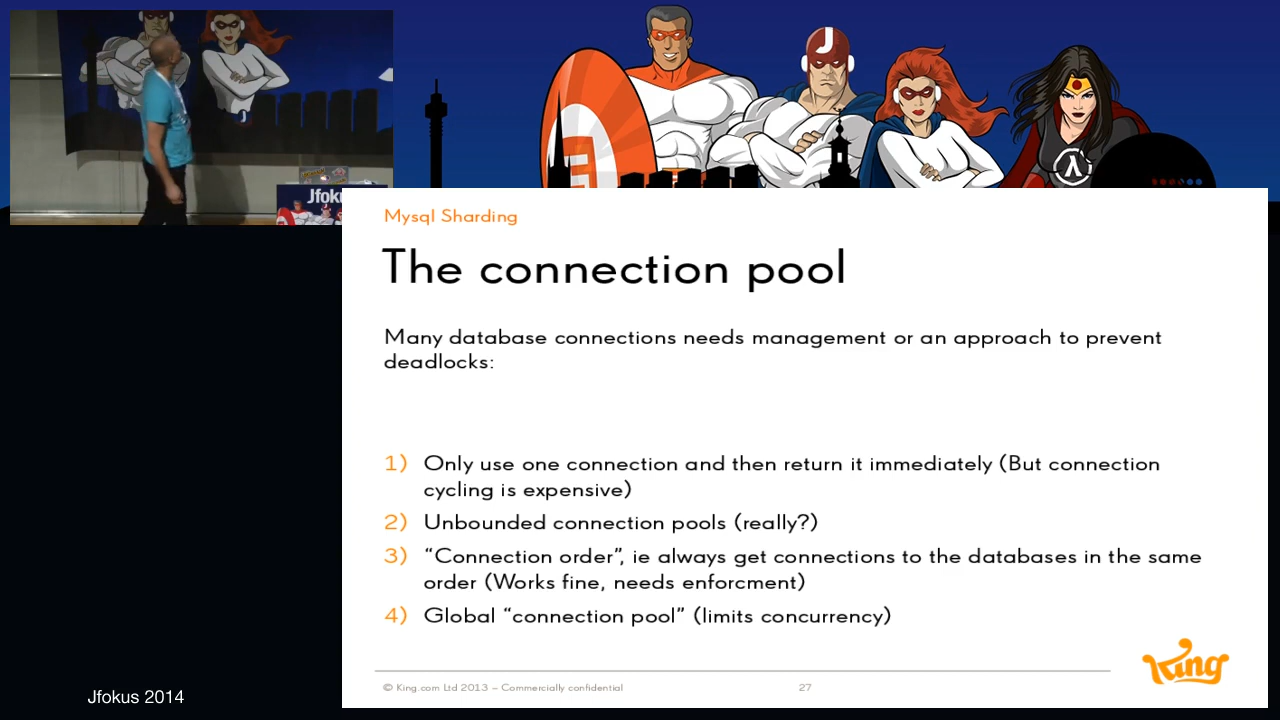 Jfok
J
Mysql Sharding
The connection pool
Many database connections needs management or an approach to prevent
deadlocks:
1) Only use one connection and then return it immediately (But connection
cycling is expensive)
2) Unbounded connection pools (really?)
3) “Connection order”, ie always get connections to the databases in the same
order (Works fine, needs enforcment)
4) Global “connection pool” (limits concurrency)
King
© King.com Ltd 2013 – Commercially confidential
27
Jfokus 2014